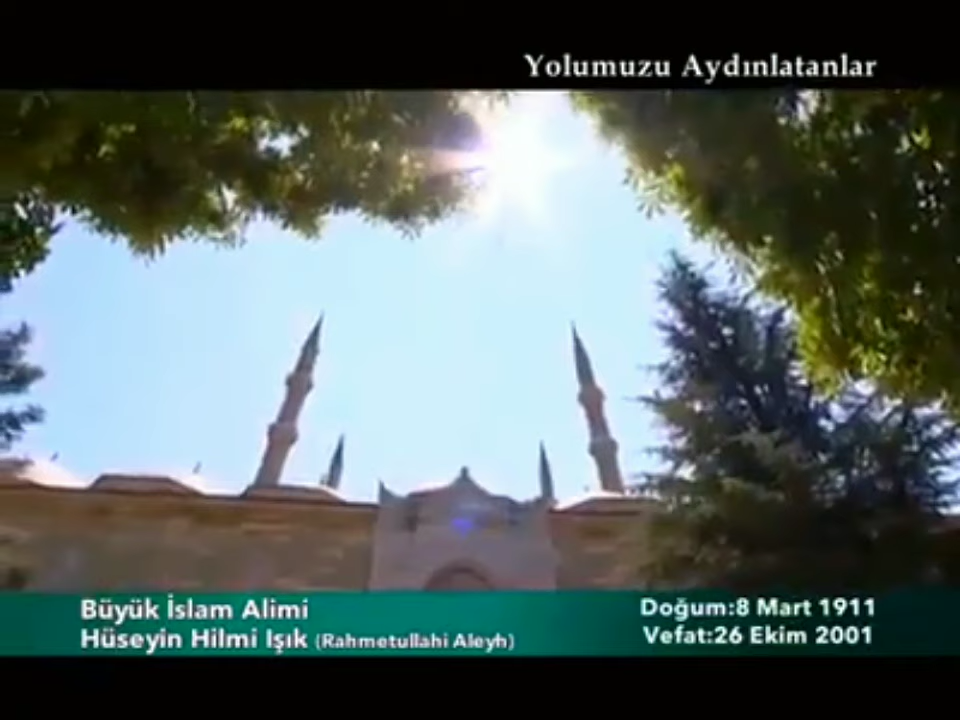 Yolumuzu Aydınlatanlar
Büyük İslam Alimi
Hüseyin Hilmi Işık (Rahmetullahi Aleyh)
Doğum:8 Mart 1911
Vefat:26 Ekim 2001